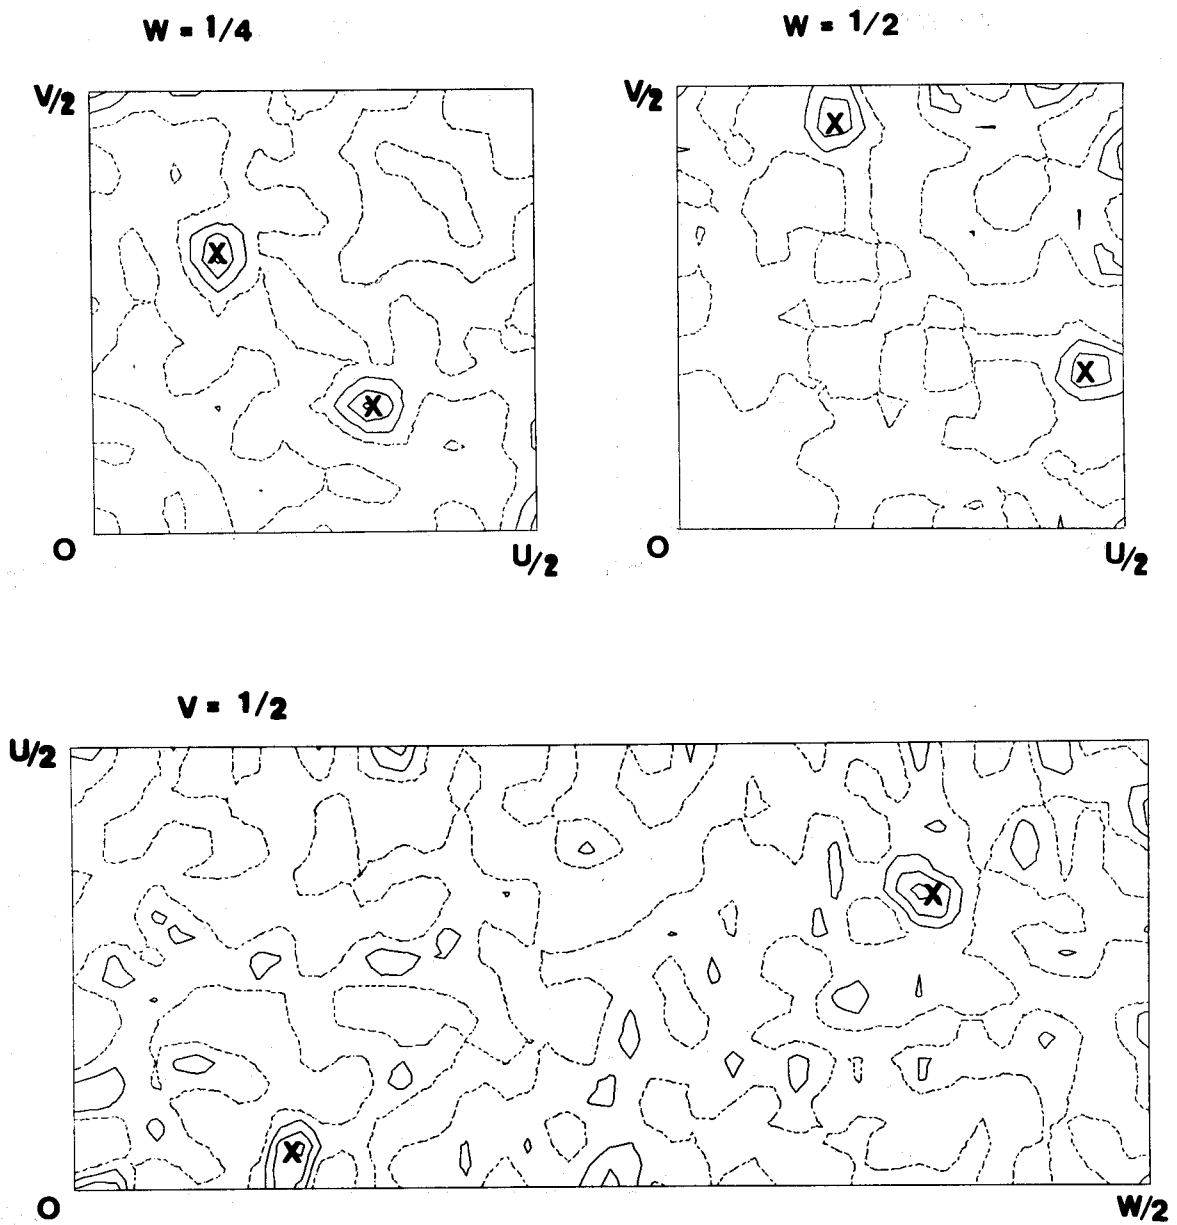 W = 1/4
W = 1/2
V/2
X
X
O
U/2
V/2
X
X
O
U/2
V = 1/2
U/2
X
X
O
W/2